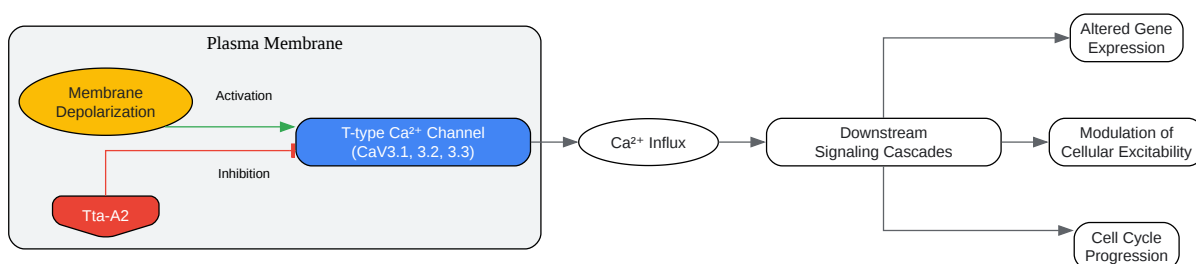 Plasma Membrane
Membrane
Depolarization
Activation
T-type Ca²⁺ Channel
(CaV3.1, 3.2, 3.3)
Inhibition
Tta-A2
Ca²⁺ Influx
Downstream
Signaling Cascades
Altered Gene
Expression
Modulation of
Cellular Excitability
Cell Cycle
Progression